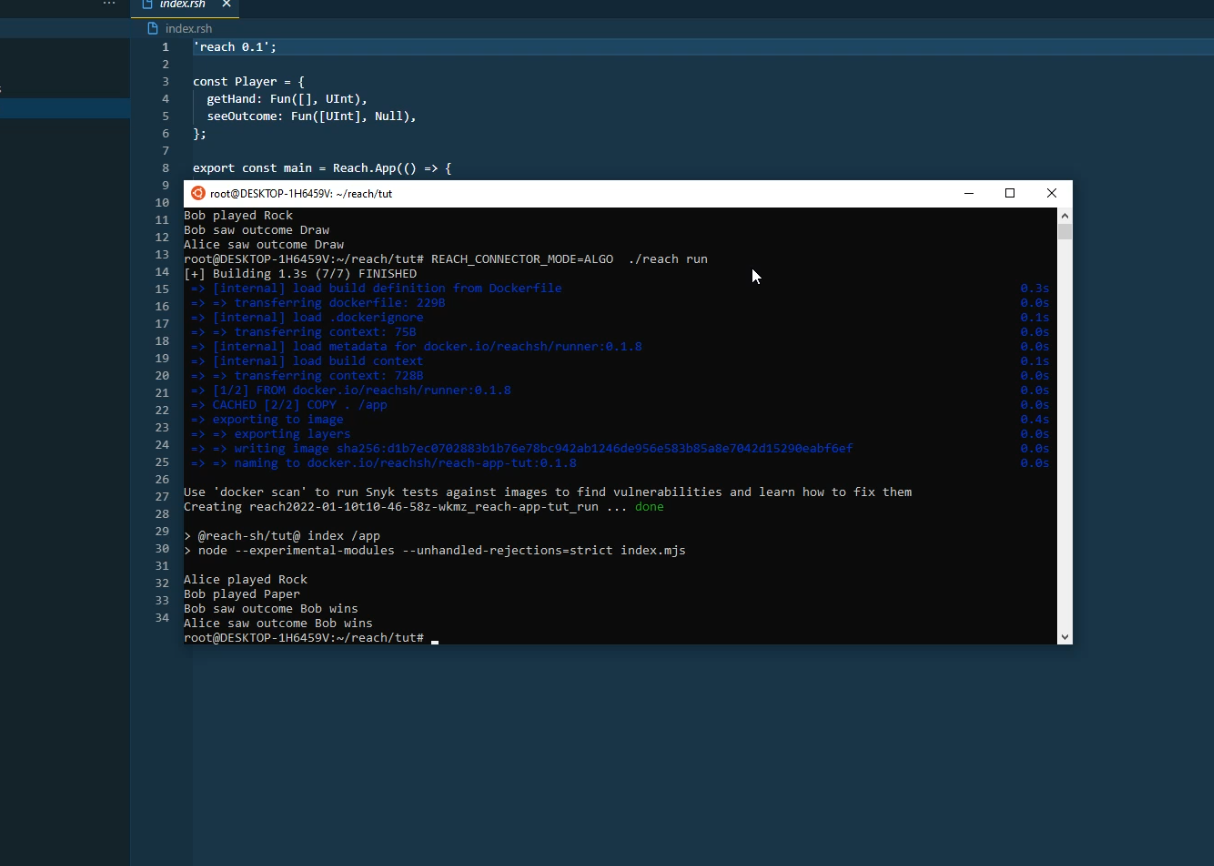 index.rsh
index.rsh
1 'reach 0.1';
2
3 const Player = {
4 getHand: Fun([], UInt),
5 seeOutcome: Fun([UInt], Null),
6 };
7
8 export const main = Reach.App(() => {
9
root@DESKTOP-1H6459V: ~/reach/tut
10
Bob played Rock
11
Bob saw outcome Draw
12
Alice saw outcome Draw
13
root@DESKTOP-1H6459V:~/reach/tut# REACH_CONNECTOR_MODE=ALGO ./reach run
14
[+] Building 1.3s (7/7) FINISHED
15
=> [internal] load build definition from Dockerfile 0.3s
=> => transferring dockerfile: 229B 0.0s
16
=> [internal] load .dockerignore 0.1s
17
=> => transferring context: 75B 0.0s
18
=> [internal] load metadata for docker.io/reachsh/runner:0.1.8 0.0s
19
=> [internal] load build context 0.1s
20
=> => transferring context: 728B 0.0s
21
=> [1/2] FROM docker.io/reachsh/runner:0.1.8 0.0s
22
=> CACHED [2/2] COPY . /app 0.0s
=> exporting to image 0.4s
23
=> => exporting layers 0.0s
24
=> => writing image sha256:d1b7ec0702883b1b76e78bc942ab1246de956e583b85a8e7042d15290eabf6ef 0.0s
25
=> => naming to docker.io/reachsh/reach-app-tut:0.1.8 0.0s
26
27
Use 'docker scan' to run Snyk tests against images to find vulnerabilities and learn how to fix them
28
Creating reach2022-01-10t10-46-58z-wkmz_reach-app-tut_run ... done
29
> @reach-sh/tut@ index /app
30
> node --experimental-modules --unhandled-rejections=strict index.mjs
31
32
Alice played Rock
33
Bob played Paper
Bob saw outcome Bob wins
34
Alice saw outcome Bob wins
root@DESKTOP-1H6459V:~/reach/tut#